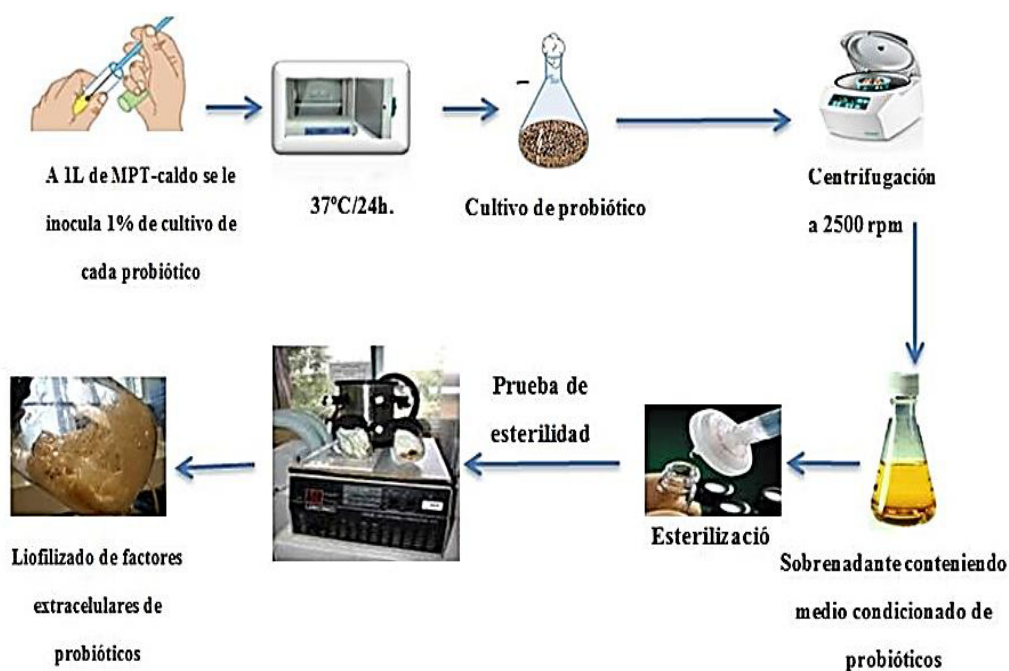 A 1L de MPT-caldo se le
inocula 1% de cultivo de
cada probiótico
37ºC/24h.
Cultivo de probiótico
Centrifugación
a 2500 rpm
Sobrenadante conteniendo
medio condicionado de
probióticos
Esterilizació
Prueba de
esterilidad
Liofilizado de factores
extracelulares de
probióticos